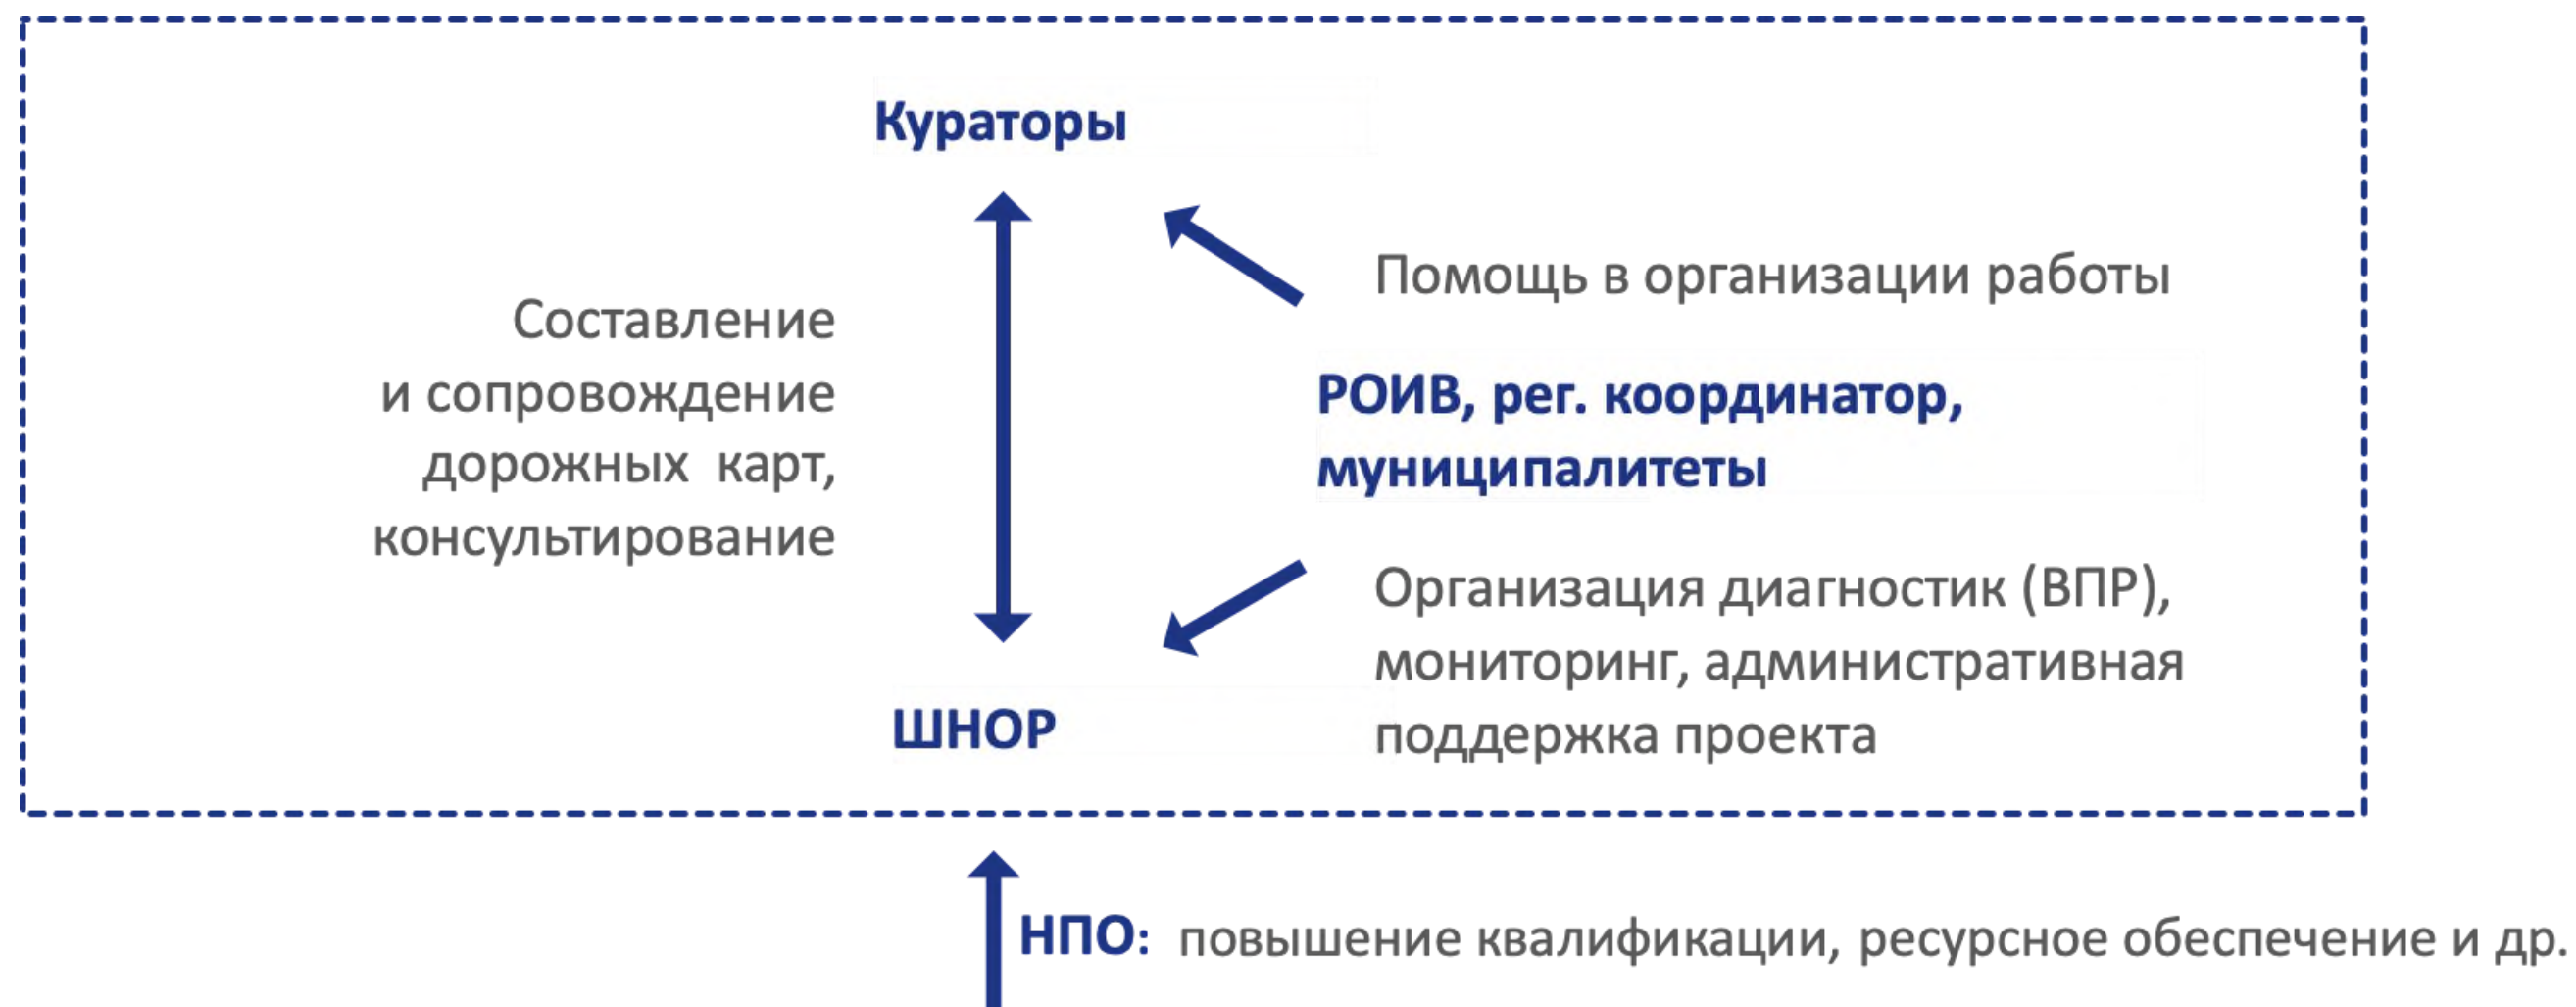 Кураторы
Составление
и сопровождение
дорожных карт,
консультирование
Помощь в организации работы
РОИВ, рег. координатор,
муниципалитеты
Организация диагностик (ВПР),
мониторинг, административная
поддержка проекта
ШНОР
НПО: повышение квалификации, ресурсное обеспечение и др.